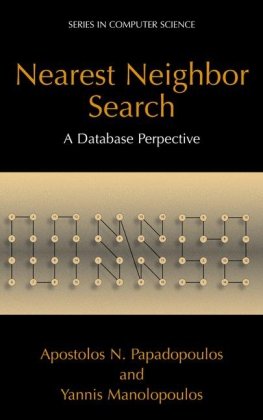 SERIES IN COMPUTER SCIENCE
Nearest Neighbor
Search
A Database Perpective
Apostolos N. Papadopoulos
and
Yannis Manolopoulos